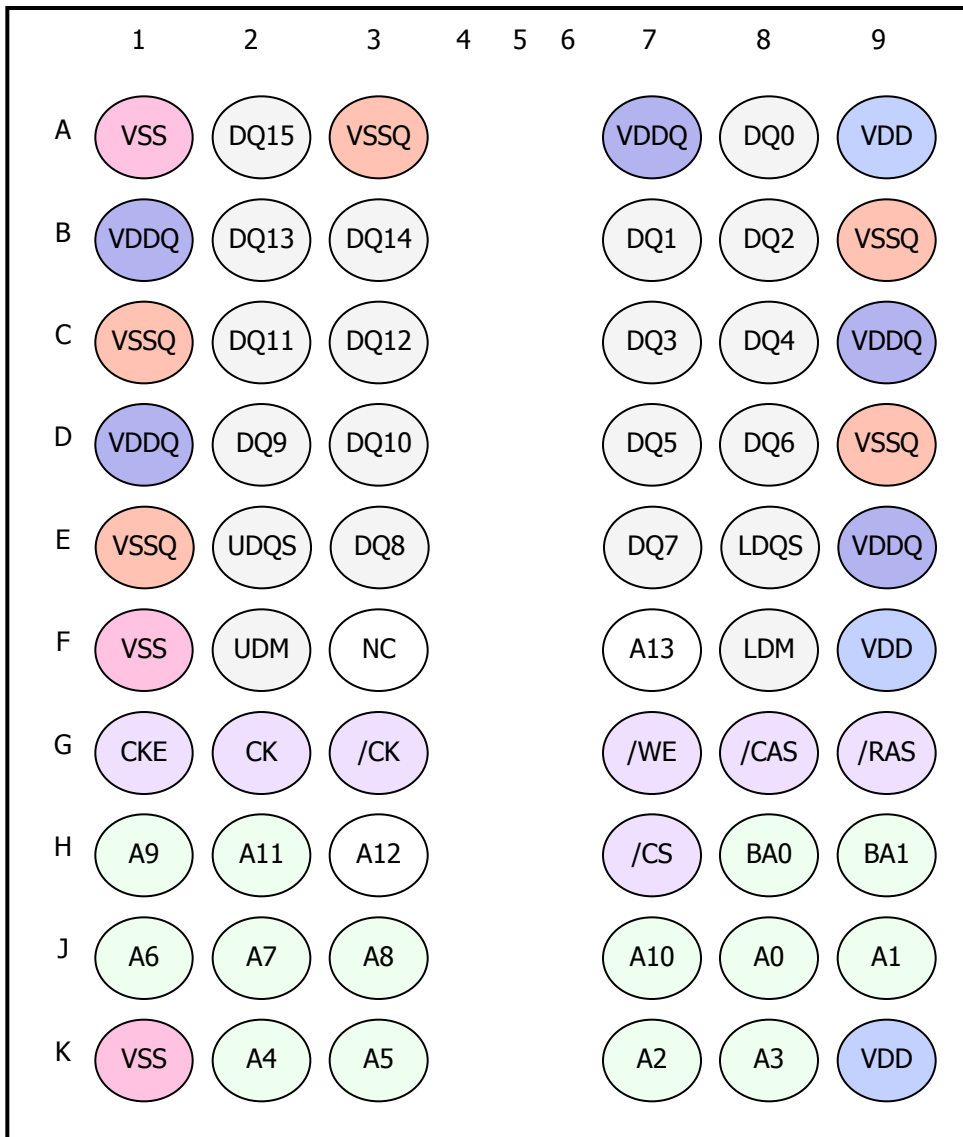 1 2 3 4 5 6 7 8 9
A VSS DQ15 VSSQ VDDQ DQ0 VDD
B VDDQ DQ13 DQ14 DQ1 DQ2 VSSQ
C VSSQ DQ11 DQ12 DQ3 DQ4 VDDQ
D VDDQ DQ9 DQ10 DQ5 DQ6 VSSQ
E VSSQ UDQS DQ8 DQ7 LDQS VDDQ
F VSS UDM NC A13 LDM VDD
G CKE CK /CK /WE /CAS /RAS
H A9 A11 A12 /CS BA0 BA1
J A6 A7 A8 A10 A0 A1
K VSS A4 A5 A2 A3 VDD